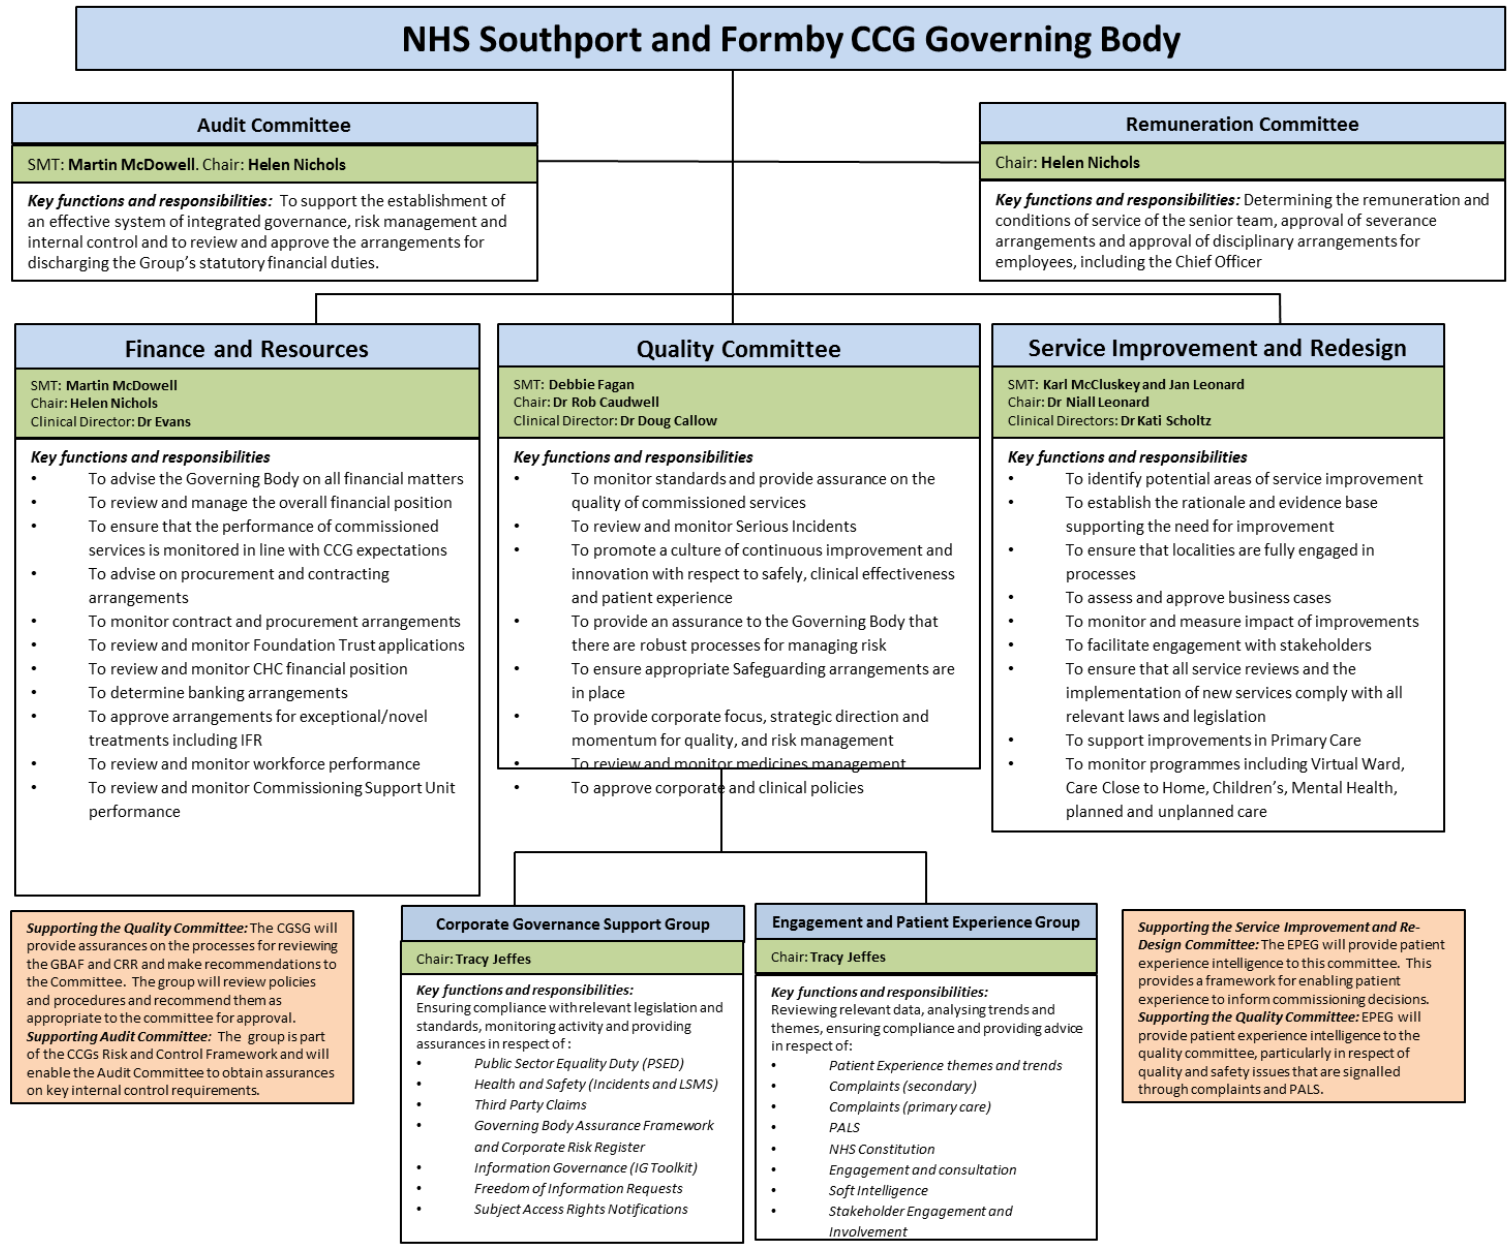 NHS Southport and Formby CCG Governing Body
Audit Committee
SMT: Martin McDowell. Chair: Helen Nichols
Key functions and responsibilities: To support the establishment of
an effective system of integrated governance, risk management and
internal control and to review and approve the arrangements for
discharging the Group's statutory financial duties.
Remuneration Committee
Chair: Helen Nichols
Key functions and responsibilities: Determining the remuneration and
conditions of service of the senior team, approval of severance
arrangements and approval of disciplinary arrangements for
employees, including the Chief Officer
Finance and Resources
SMT: Martin McDowell
Chair: Helen Nichols
Clinical Director: Dr Evans
Key functions and responsibilities
• To advise the Governing Body on all financial matters
• To review and manage the overall financial position
• To ensure that the performance of commissioned
services is monitored in line with CCG expectations
• To advise on procurement and contracting
arrangements
• To monitor contract and procurement arrangements
• To review and monitor Foundation Trust applications
• To review and monitor CHC financial position
• To determine banking arrangements
• To approve arrangements for exceptional/novel
treatments including IFR
• To review and monitor workforce performance
• To review and monitor Commissioning Support Unit
performance
Quality Committee
SMT: Debbie Fagan
Chair: Dr Rob Caudwell
Clinical Director: Dr Doug Callow
Key functions and responsibilities
• To monitor standards and provide assurance on the
quality of commissioned services
• To review and monitor Serious Incidents
• To promote a culture of continuous improvement and
innovation with respect to safely, clinical effectiveness
and patient experience
• To provide an assurance to the Governing Body that
there are robust processes for managing risk
• To ensure appropriate Safeguarding arrangements are
in place
• To provide corporate focus, strategic direction and
momentum for quality, and risk management
• To review and monitor medicines management
• To approve corporate and clinical policies
Service Improvement and Redesign
SMT: Karl McCluskey and Jan Leonard
Chair: Dr Niall Leonard
Clinical Directors: Dr Kati Scholtz
Key functions and responsibilities
• To identify potential areas of service improvement
• To establish the rationale and evidence base
supporting the need for improvement
• To ensure that localities are fully engaged in
processes
• To assess and approve business cases
• To monitor and measure impact of improvements
• To facilitate engagement with stakeholders
• To ensure that all service reviews and the
implementation of new services comply with all
relevant laws and legislation
• To support improvements in Primary Care
• To monitor programmes including Virtual Ward,
Care Close to Home, Children's, Mental Health,
planned and unplanned care
Supporting the Quality Committee: The CGSG will
provide assurances on the processes for reviewing
the GBAF and CRR and make recommendations to
the Committee. The group will review policies
and procedures and recommend them as
appropriate to the committee for approval.
Supporting Audit Committee: The group is part
of the CCGs Risk and Control Framework and will
enable the Audit Committee to obtain assurances
on key internal control requirements.
Corporate Governance Support Group
Chair: Tracy Jeffes
Key functions and responsibilities:
Ensuring compliance with relevant legislation and
standards, monitoring activity and providing
assurances in respect of :
• Public Sector Equality Duty (PSED)
• Health and Safety (Incidents and LSMS)
• Third Party Claims
• Governing Body Assurance Framework
and Corporate Risk Register
• Information Governance (IG Toolkit)
• Freedom of Information Requests
• Subject Access Rights Notifications
Engagement and Patient Experience Group
Chair: Tracy Jeffes
Key functions and responsibilities:
Reviewing relevant data, analysing trends and
themes, ensuring compliance and providing advice
in respect of:
• Patient Experience themes and trends
• Complaints (secondary)
• Complaints (primary care)
• PALS
• NHS Constitution
• Engagement and consultation
• Soft Intelligence
• Stakeholder Engagement and
Involvement
Supporting the Service Improvement and Re-
Design Committee: The EPEG will provide patient
experience intelligence to this committee. This
provides a framework for enabling patient
experience to inform commissioning decisions.
Supporting the Quality Committee: EPEG will
provide patient experience intelligence to the
quality committee, particularly in respect of
quality and safety issues that are signalled
through complaints and PALS.